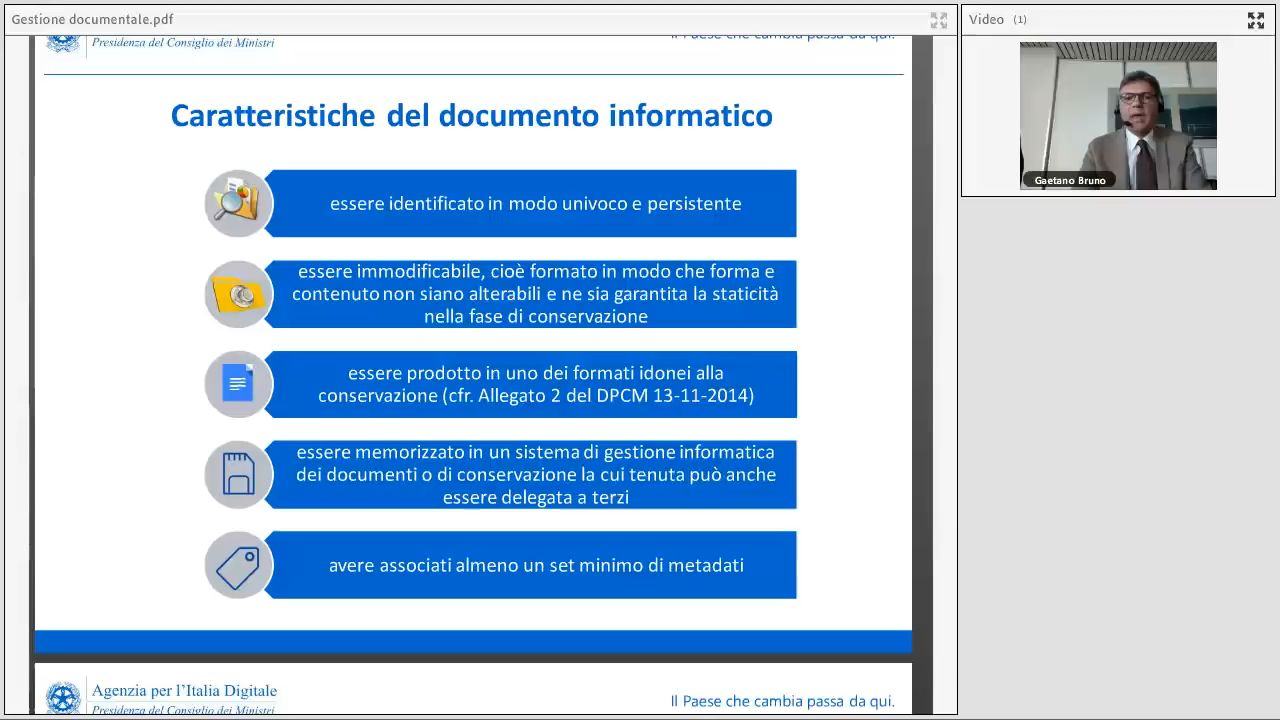 Gestione documentale.pdf
Video (1)
Presidenza del Consiglio dei Ministri
Il Paese che cambia passa da qui.
Caratteristiche del documento informatico
essere identificato in modo univoco e persistente
essere immodificabile, cioè formato in modo che forma e
contenuto non siano alterabili e ne sia garantita la staticità
nella fase di conservazione
essere prodotto in uno dei formati idonei alla
conservazione (cfr. Allegato 2 del DPCM 13-11-2014)
essere memorizzato in un sistema di gestione informatica
dei documenti o di conservazione la cui tenuta può anche
essere delegata a terzi
avere associati almeno un set minimo di metadati
Agenzia per l'Italia Digitale
Presidenza del Consiglio dei Ministri
Il Paese che cambia passa da qui.
Gaetano Bruno